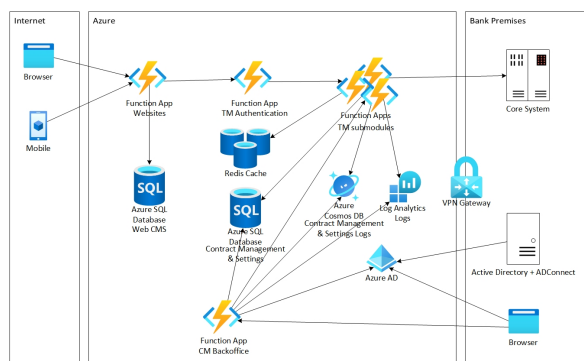 Internet
Azure
Bank Premises
Browser
Mobile
Function App
Websites
Function App
TM Authentication
Function Apps
TM submodules
Core System
Redis Cache
SQL
Azure SQL
Database
Web CMS
SQL
Azure SQL
Database
Contract Management
& Settings
Azure
Cosmos DB
Contract Management
& Settings Logs
Log Analytics
Logs
VPN Gateway
Azure AD
Active Directory + ADConnect
Function App
CM Backoffice
Browser